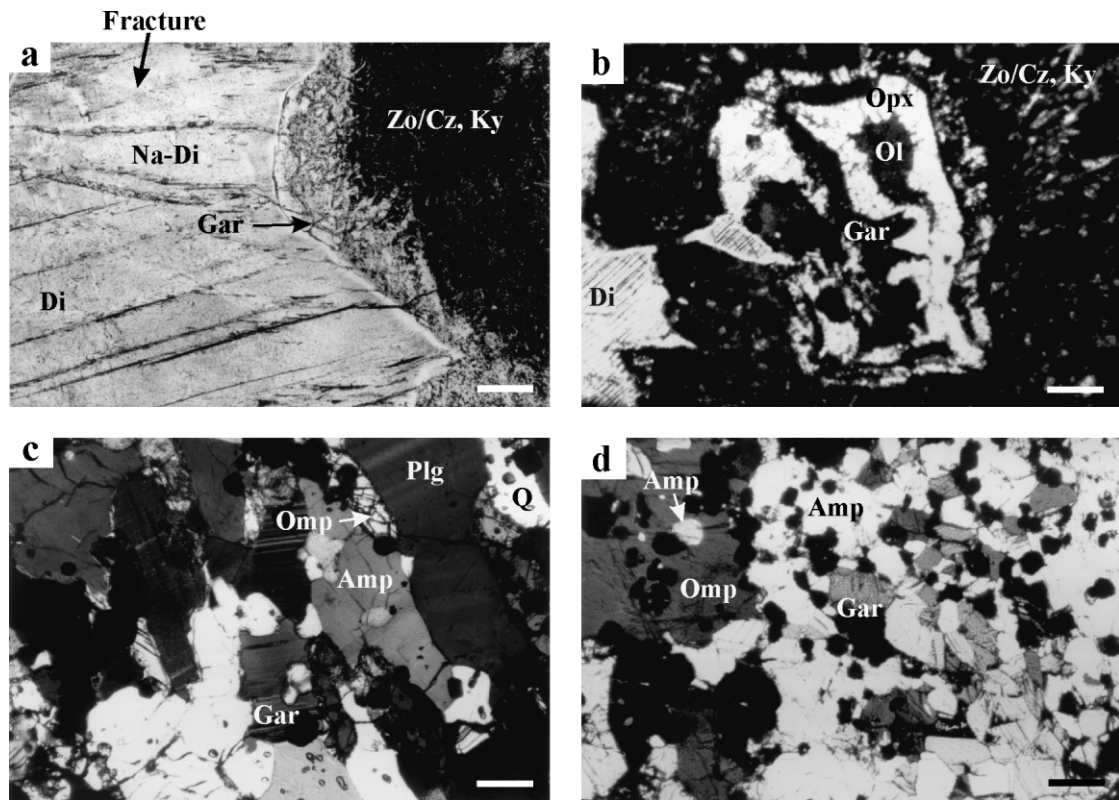 Fracture
a
Zo/Cz, Ky
Na-Di
Gar
Di
b
Zo/Cz, Ky
Opx
Ol
Gar
Di
c
Plg
Q
Omp
Amp
Gar
d
Amp
Amp
Omp
Gar